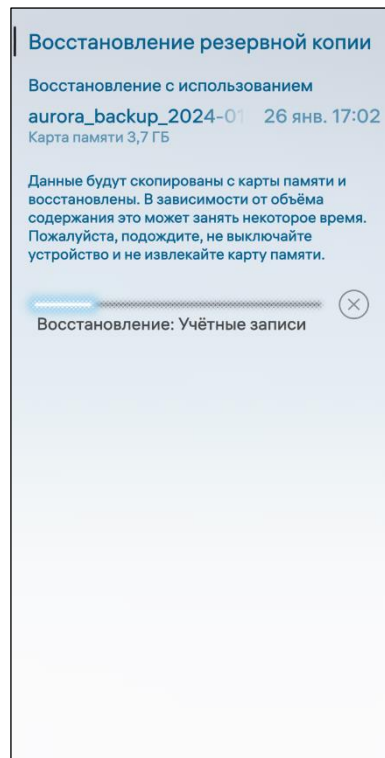 Восстановление резервной копии
Восстановление с использованием
aurora_backup_2024-01 26 янв. 17:02
Карта памяти 3,7 ГБ
Данные будут скопированы с карты памяти и
восстановлены. В зависимости от объёма
содержания это может занять некоторое время.
Пожалуйста, подождите, не выключайте
устройство и не извлекайте карту памяти.
Восстановление: Учётные записи